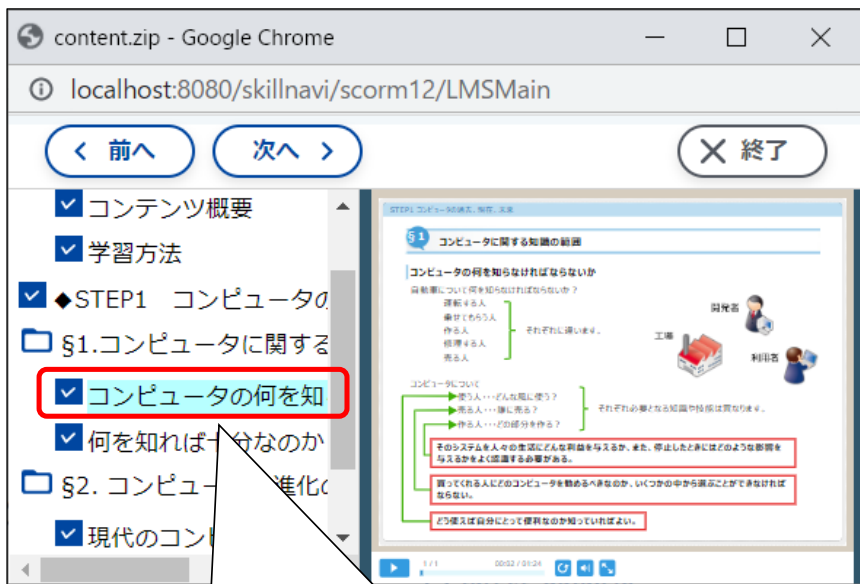 content.zip - Google Chrome
localhost:8080/skillnavi/scorm12/LMSMain
前へ
次へ
終了
コンテンツ概要
学習方法
◆STEP1 コンピュータの
§1.コンピュータに関する
コンピュータの何を知
何を知れば十分なのか
§2. コンピュー 進化の
現代のコン
STEP1 コンピュータの過去、現在、未来
§1 コンピュータに関する知識の範囲
コンピュータの何を知らなければならないか
自動車について何を知らなければならないか?
運転する人
乗せてもらう人
作る人
修理する人
売る人
それぞれに違います。
開発者
工場
利用者
コンピュータについて
使う人・・・どんな風に使う?
売る人・・・誰に売る?
作る人・・・どの部分を作る?
それぞれ必要となる知識や技能は異なります。
そのシステムを人々の生活にどんな利益を与えるか、また、停止したときにはどのような影響を
与えるかをよく認識する必要がある。
買ってくれる人にどのコンピュータを勧めるべきなのか、いくつかの中から選ぶことができなければ
ならない。
どう使えば自分にとって便利なのか知っていればよい。
1/1
00:52 / 01:24